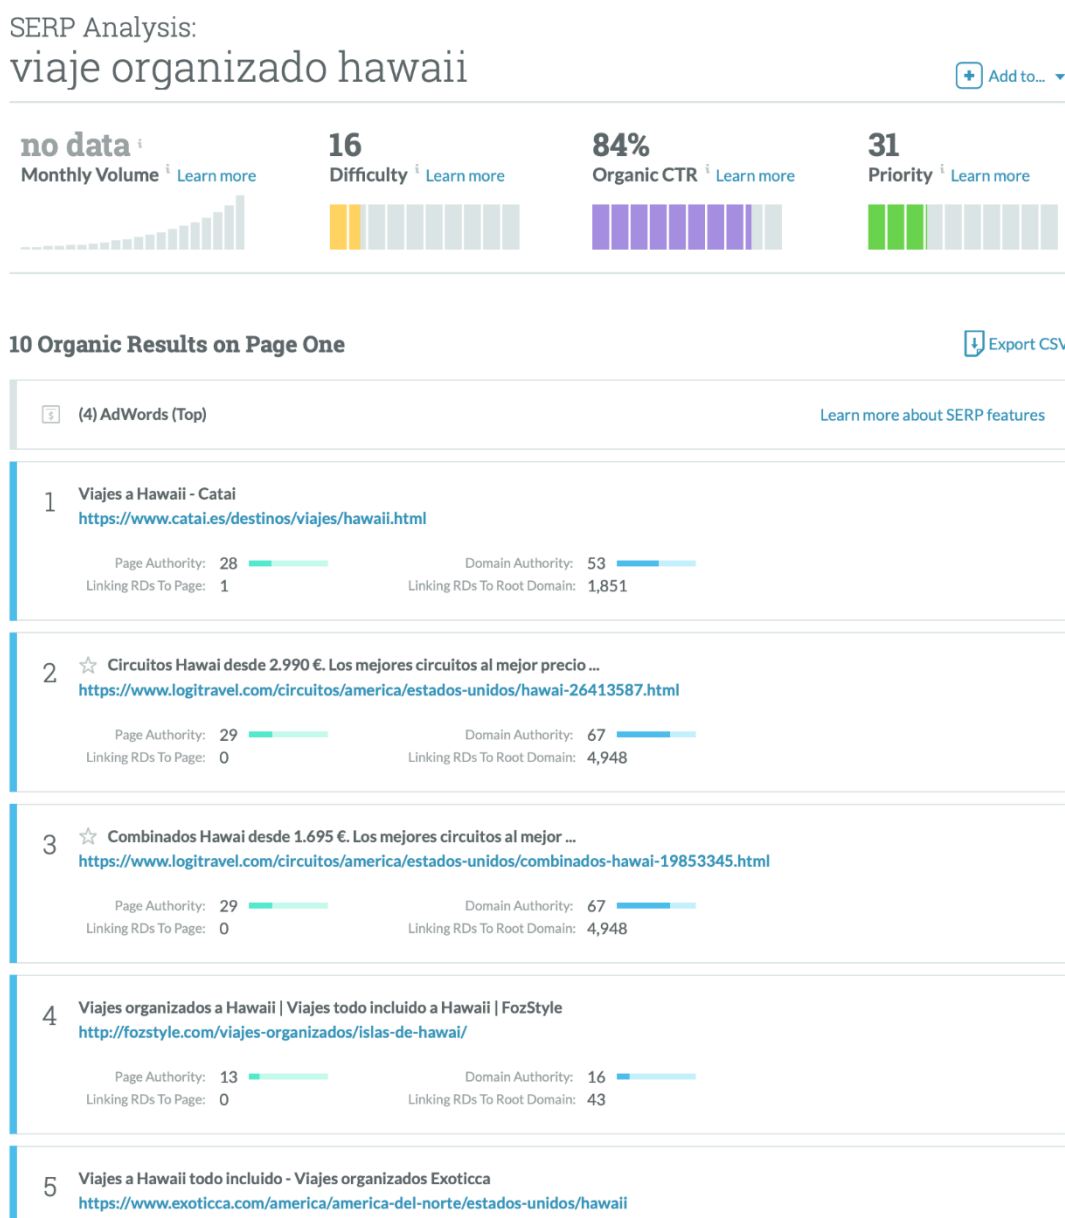 SERP Analysis:
viaje organizado hawaii
Add to...
no data i
Monthly Volume i Learn more
16
Difficulty i Learn more
84%
Organic CTR i Learn more
31
Priority i Learn more
10 Organic Results on Page One
Export CSV
$ (4) AdWords (Top)
Learn more about SERP features
1
Viajes a Hawaii - Catai
https://www.catai.es/destinos/viajes/hawaii.html
Page Authority: 28 Domain Authority: 53
Linking RDs To Page: 1 Linking RDs To Root Domain: 1,851
2
Circuitos Hawai desde 2.990 €. Los mejores circuitos al mejor precio ...
https://www.logitravel.com/circuitos/america/estados-unidos/hawai-26413587.html
Page Authority: 29 Domain Authority: 67
Linking RDs To Page: 0 Linking RDs To Root Domain: 4,948
3
Combinados Hawai desde 1.695 €. Los mejores circuitos al mejor ...
https://www.logitravel.com/circuitos/america/estados-unidos/combinados-hawai-19853345.html
Page Authority: 29 Domain Authority: 67
Linking RDs To Page: 0 Linking RDs To Root Domain: 4,948
4
Viajes organizados a Hawaii | Viajes todo incluido a Hawaii | FozStyle
http://fozstyle.com/viajes-organizados/islas-de-hawai/
Page Authority: 13 Domain Authority: 16
Linking RDs To Page: 0 Linking RDs To Root Domain: 43
5
Viajes a Hawaii todo incluido - Viajes organizados Exoticca
https://www.exoticca.com/america/america-del-norte/estados-unidos/hawaii